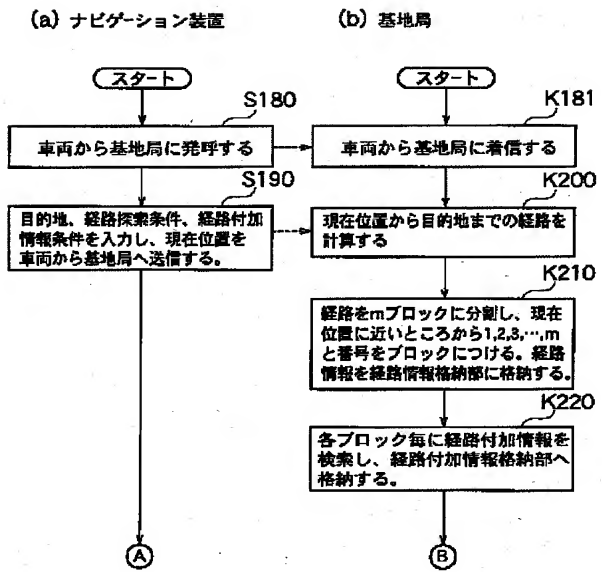 (a) ナビゲーション装置
(b) 基地局
スタート
スタート
S180
K181
車両から基地局に発呼する
車両から基地局に着信する
S190
K200
目的地、経路探索条件、経路付加
情報条件を入力し、現在位置を
車両から基地局へ送信する。
現在位置から目的地までの経路を
計算する
K210
経路をmブロックに分割し、現在
位置に近いところから1,2,3,…,m
と番号をブロックにつける。経路
情報を経路情報格納部に格納する。
K220
各ブロック毎に経路付加情報を
検索し、経路付加情報格納部へ
格納する。
A
B